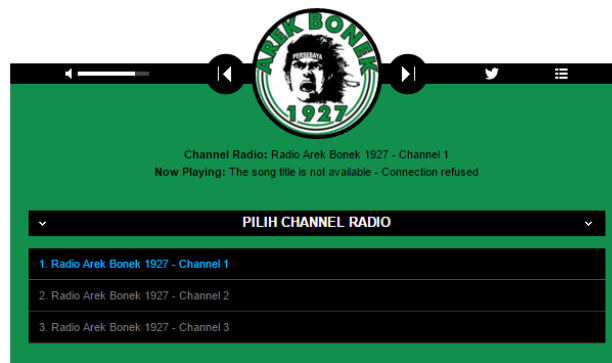 AREK BONEK
PERSEBAYA
1927
Channel Radio: Radio Arek Bonek 1927 - Channel 1
Now Playing: The song title is not available - Connection refused
PILIH CHANNEL RADIO
1. Radio Arek Bonek 1927 - Channel 1
2. Radio Arek Bonek 1927 - Channel 2
3. Radio Arek Bonek 1927 - Channel 3